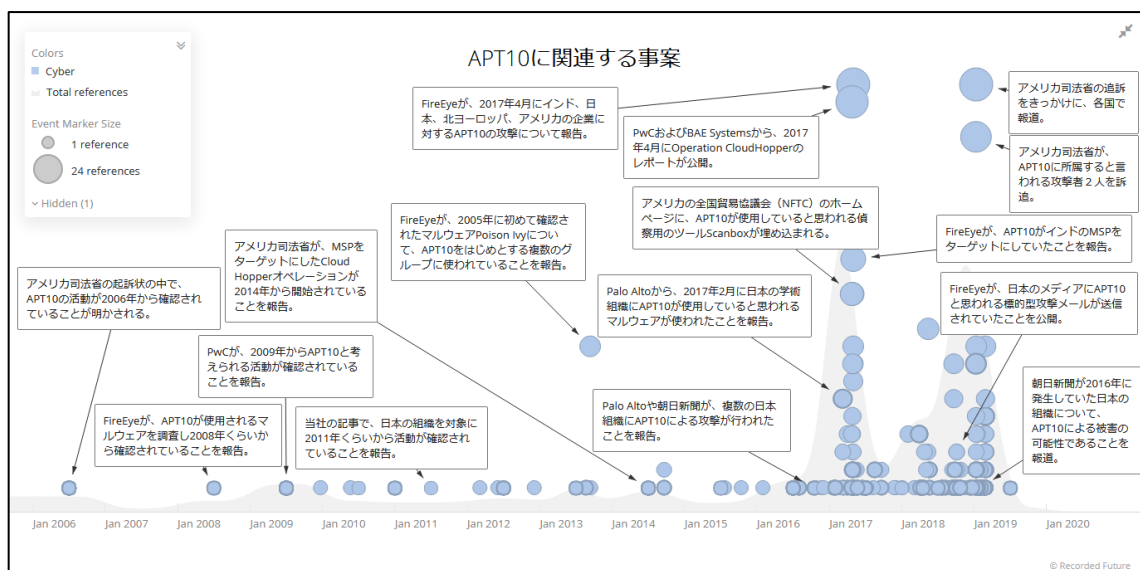 APT10に関連する事案
Colors
Cyber
Total references
Event Marker Size
1 reference
24 references
Hidden (1)
FireEyeが、2017年4月にインド、日
本、北ヨーロッパ、アメリカの企業に
対するAPT10の攻撃について報告。
PwCおよびBAE Systemsから、2017
年4月にOperation CloudHopperの
レポートが公開。
アメリカ司法省の追訴
をきっかけに、各国で
報道。
アメリカ司法省が、
APT10に所属すると言
われる攻撃者２人を訴
追。
アメリカの全国貿易協議会（NFTC）のホーム
ページに、APT10が使用していると思われる偵
察用のツールScanboxが埋め込まれる。
FireEyeが、2005年に初めて確認され
たマルウェアPoison Ivyについ
て、APT10をはじめとする複数のグ
ループに使われていることを報告。
FireEyeが、APT10がインドのMSPを
ターゲットにしていたことを報告。
アメリカ司法省が、MSPを
ターゲットにしたCloud
Hopperオペレーションが
2014年から開始されている
ことを報告。
アメリカ司法省の起訴状の中で、
APT10の活動が2006年から確認され
ていることが明かされる。
Palo Altoから、2017年2月に日本の学術
組織にAPT10が使用していると思われる
マルウェアが使われたことを報告。
FireEyeが、日本のメディアにAPT10
と思われる標的型攻撃メールが送信
されていたことを公開。
PwCが、2009年からAPT10と考
えられる活動が確認されている
ことを報告。
FireEyeが、APT10が使用されるマ
ルウェアを調査し2008年くらいか
ら確認されていることを報告。
当社の記事で、日本の組織を対象に
2011年くらいから活動が確認され
ていることを報告。
Palo Altoや朝日新聞が、複数の日本
組織にAPT10による攻撃が行われた
ことを報告。
朝日新聞が2016年に
発生していた日本の
組織について、
APT10による被害の
可能性であることを
報道。
Jan 2006
Jan 2007
Jan 2008
Jan 2009
Jan 2010
Jan 2011
Jan 2012
Jan 2013
Jan 2014
Jan 2015
Jan 2016
Jan 2017
Jan 2018
Jan 2019
Jan 2020
© Recorded Future